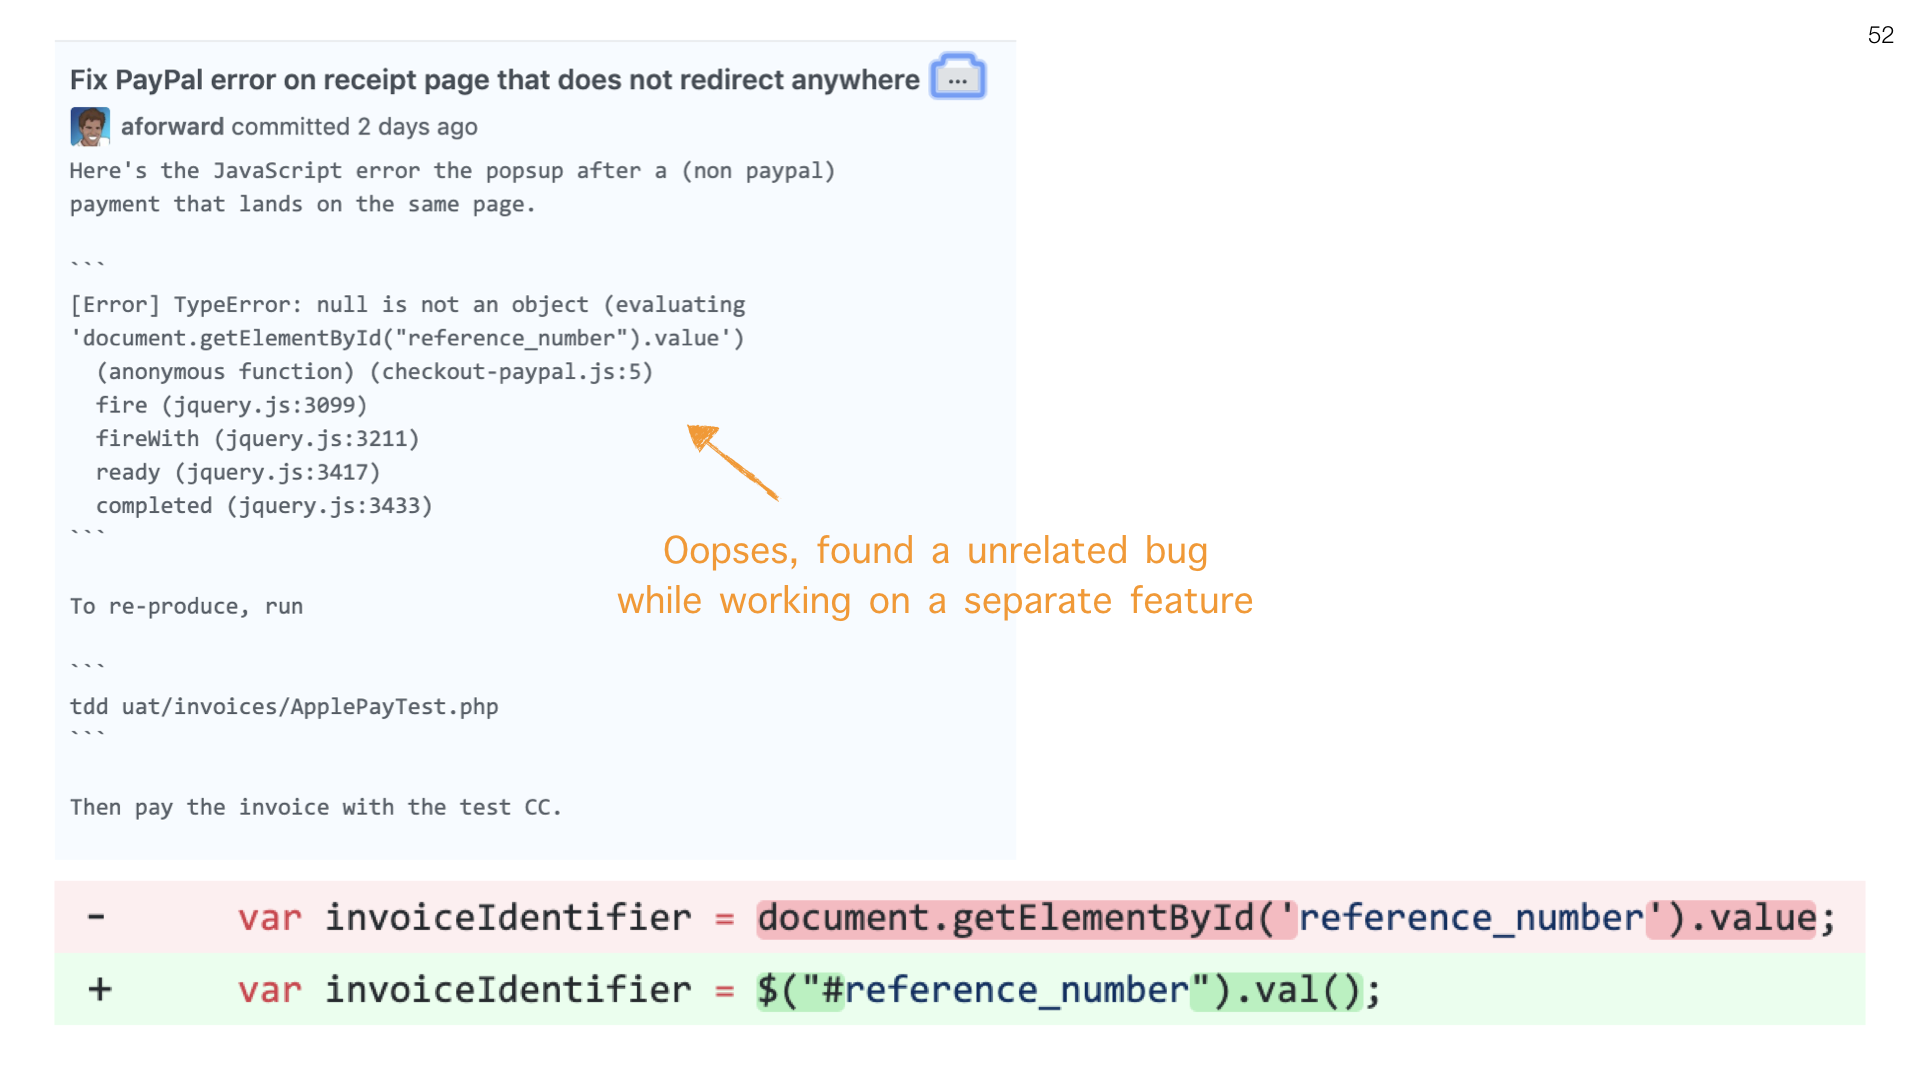 52
Fix PayPal error on receipt page that does not redirect anywhere ...
aforward committed 2 days ago
Here's the JavaScript error the popsup after a (non paypal)
payment that lands on the same page.
```
[Error] TypeError: null is not an object (evaluating
'document.getElementById("reference_number").value')
(anonymous function) (checkout-paypal.js:5)
fire (jquery.js:3099)
fireWith (jquery.js:3211)
ready (jquery.js:3417)
completed (jquery.js:3433)
```
Oopses, found a unrelated bug
while working on a separate feature
To re-produce, run
```
tdd uat/invoices/ApplePayTest.php
```
Then pay the invoice with the test CC.
- var invoiceIdentifier = document.getElementById('reference_number').value;
+ var invoiceIdentifier = $("#reference_number").val();